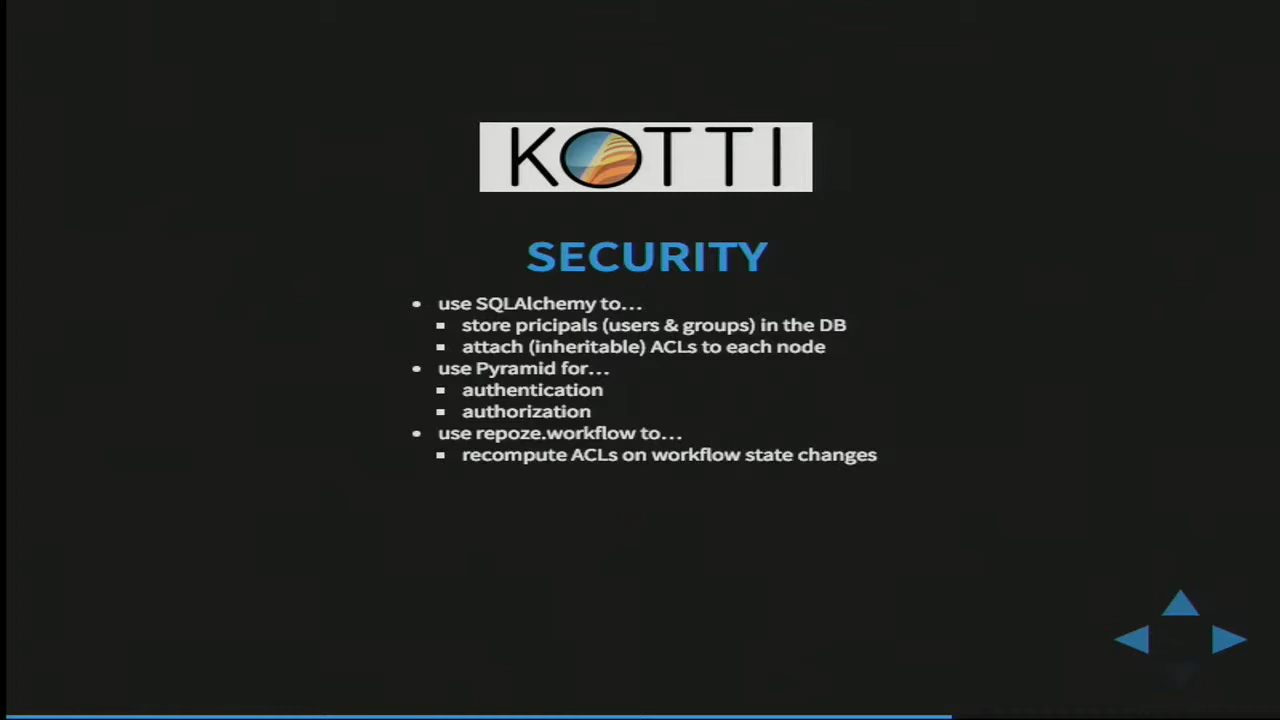 KOTTI
SECURITY
• use SQLAlchemy to...
▪ store pricipals (users & groups) in the DB
▪ attach (inheritable) ACLs to each node
• use Pyramid for...
▪ authentication
▪ authorization
• use repoze.workflow to...
▪ recompute ACLs on workflow state changes